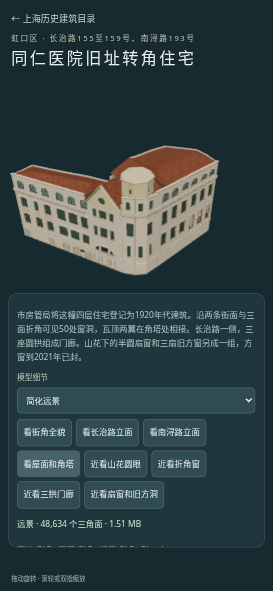 ← 上海历史建筑目录
虹口区 · 长治路155至159号、南浔路193号
同仁医院旧址转角住宅
市房管局将这幢四层住宅登记为1920年代建筑。沿两条街面与三
面折角可见50处窗洞，瓦顶两翼在角塔处相接。长治路一侧，三
座圆拱组成门廊。山花下的半圆扇窗和三扇旧方窗另成一组，方
窗到2021年已封。
模型细节
简化远景
看街角全貌 看长治路立面 看南浔路立面
看屋面和角塔 近看山花圆眼 近看折角窗
近看三拱门廊 近看扇窗和旧方洞
远景 · 48,634 个三角面 · 1.51 MB
拖动旋转 · 滚轮或双指缩放